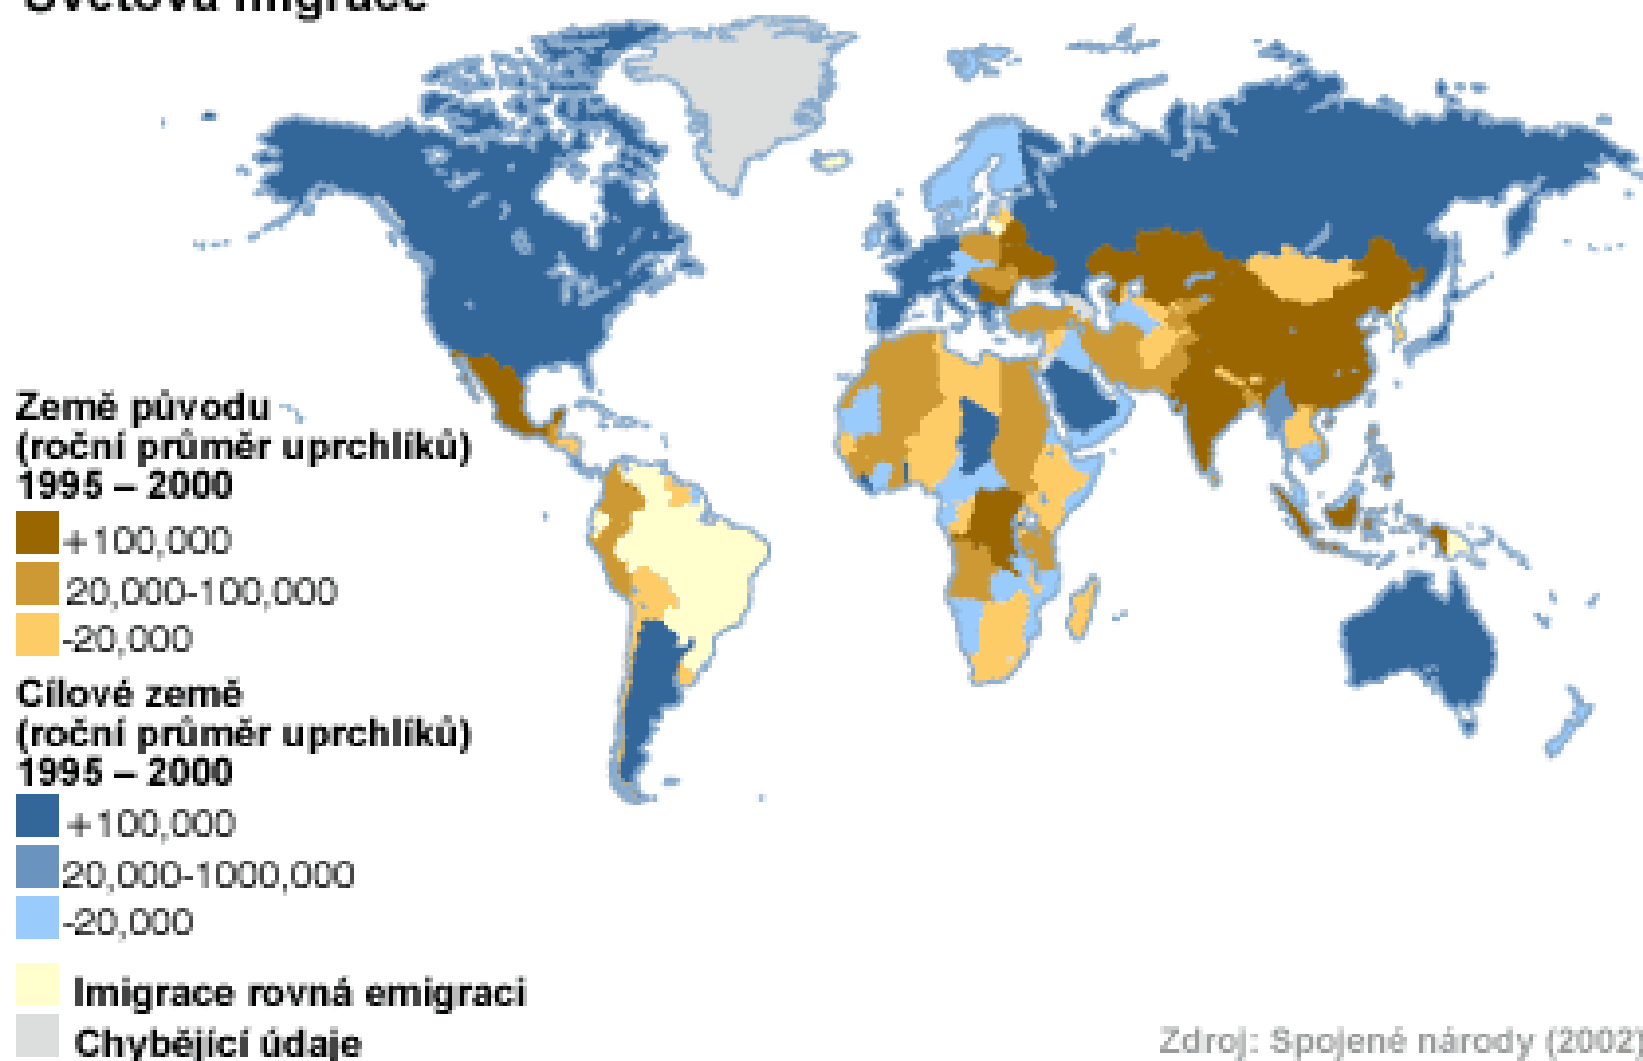 Světová migrace
Země původu
(roční průměr uprchlíků)
1995 – 2000
+100,000
20,000-100,000
-20,000
Cílové země
(roční průměr uprchlíků)
1995 – 2000
+100,000
20,000-1000,000
-20,000
Imigrace rovná emigraci
Chybějící údaje
Zdroj: Spojené národy (2002)